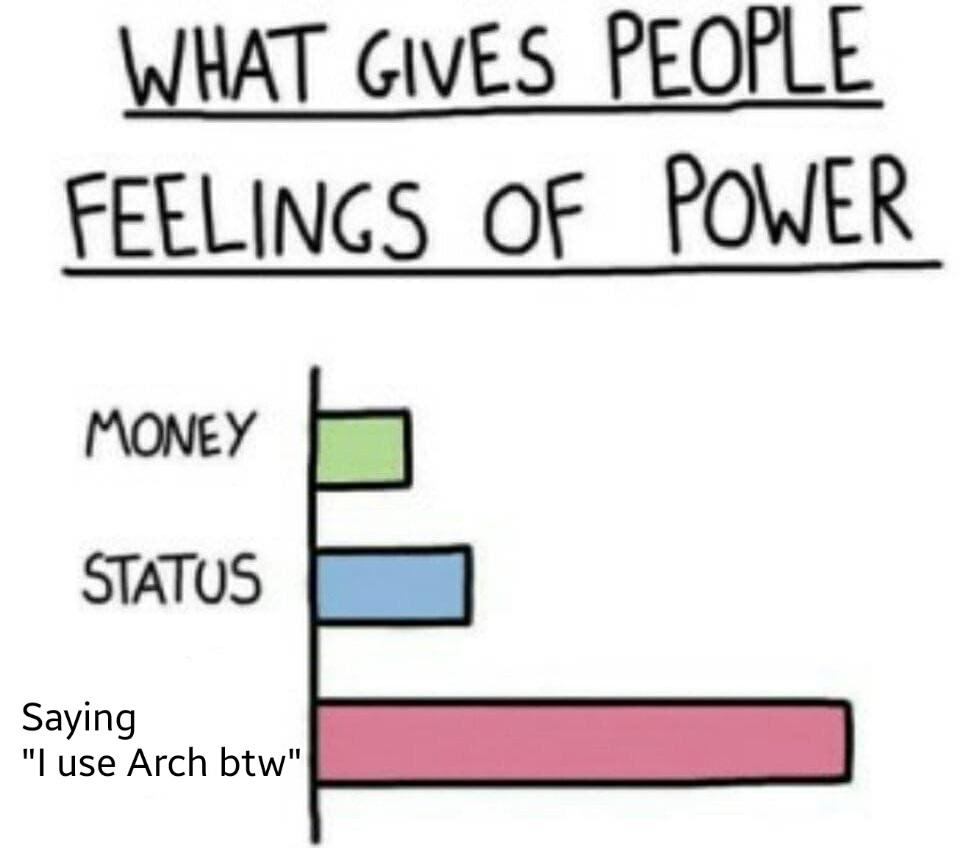 WHAT GIVES PEOPLE
FEELINGS OF POWER
MONEY
STATUS
Saying
"I use Arch btw"